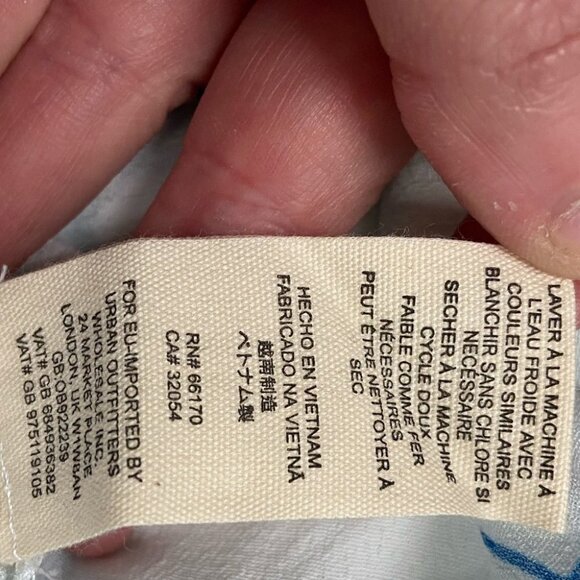 LAVER À LA MACHINE À
L'EAU FROIDE AVEC
COULEURS SIMILAIRES
BLANCHIR SANS CHLORE SI
NECESSAIRE
SECHER À LA MACHINE
CYCLE DOUX
FAIBLE COMME FER
NÉCESSAIRES
PEUT ÊTRE NETTOYER À
SEC
HECHO EN VIETNAM
FABRICADO NA VIETNÃ
越南制造
ベトナム製
RN# 66170
CA# 32054
FOR EU-IMPORTED BY
URBAN OUTFITTERS
WHOLESALE INC.
24 MARKET PLACE
LONDON, UK W1W8AN
GB-OB922239
VAT# GB 684936382
VAT# GB 975119105